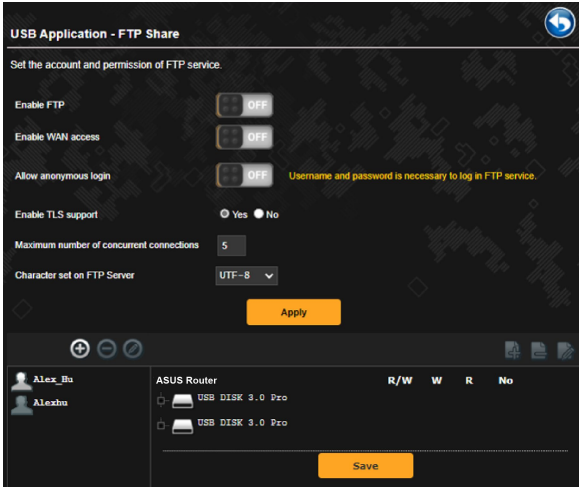 USB Application - FTP Share
Set the account and permission of FTP service.
Enable FTP OFF
Enable WAN access OFF
Allow anonymous login OFF Username and password is necessary to log in FTP service.
Enable TLS support Yes No
Maximum number of concurrent connections 5
Character set on FTP Server UTF-8
Apply
Alex_Hu ASUS Router R/W W R No
Alexhu USB DISK 3.0 Pro
USB DISK 3.0 Pro
Save